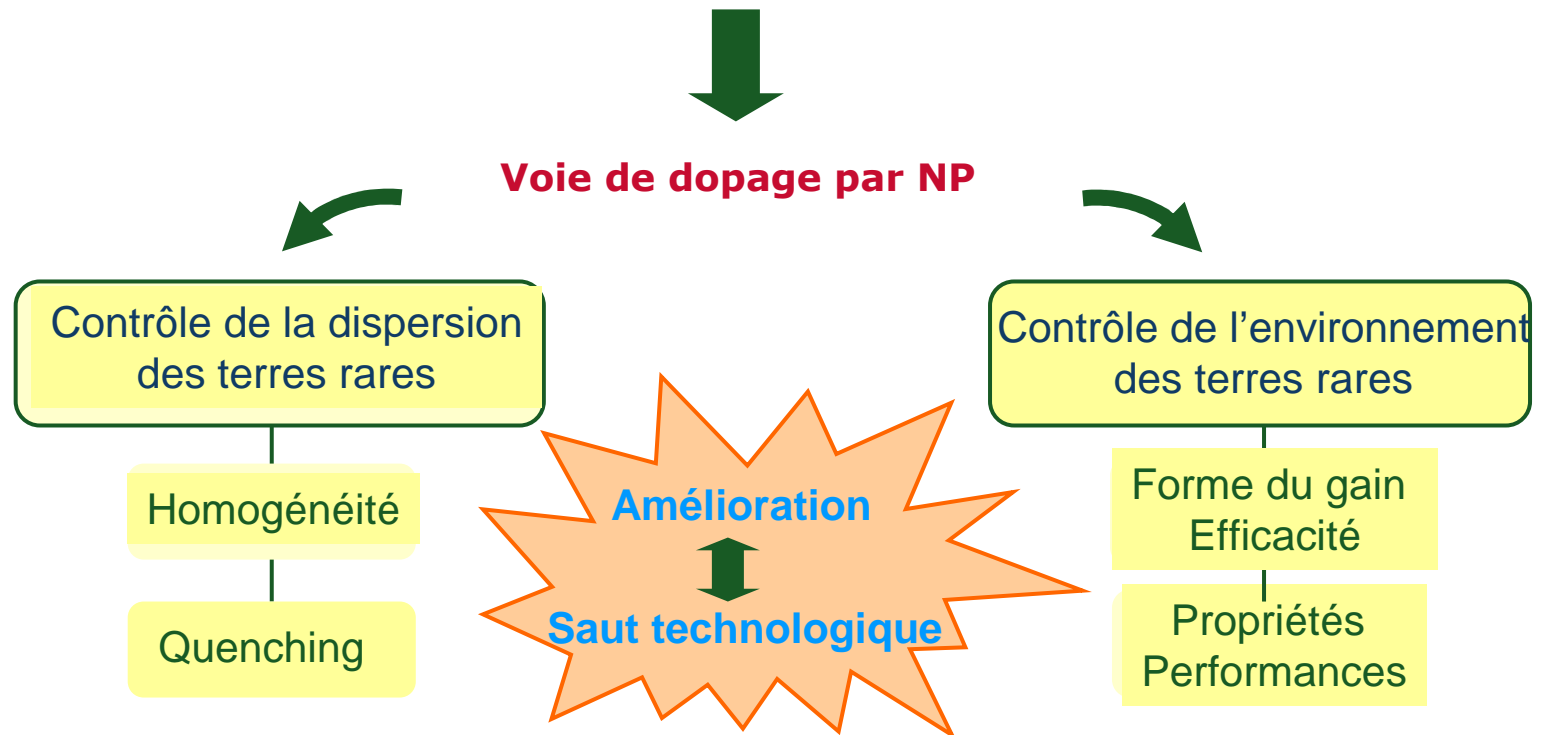 Voie de dopage par NP
Contrôle de la dispersion
des terres rares
Homogénéité
Quenching
Amélioration
Saut technologique
Contrôle de l’environnement
des terres rares
Forme du gain
Efficacité
Propriétés
Performances